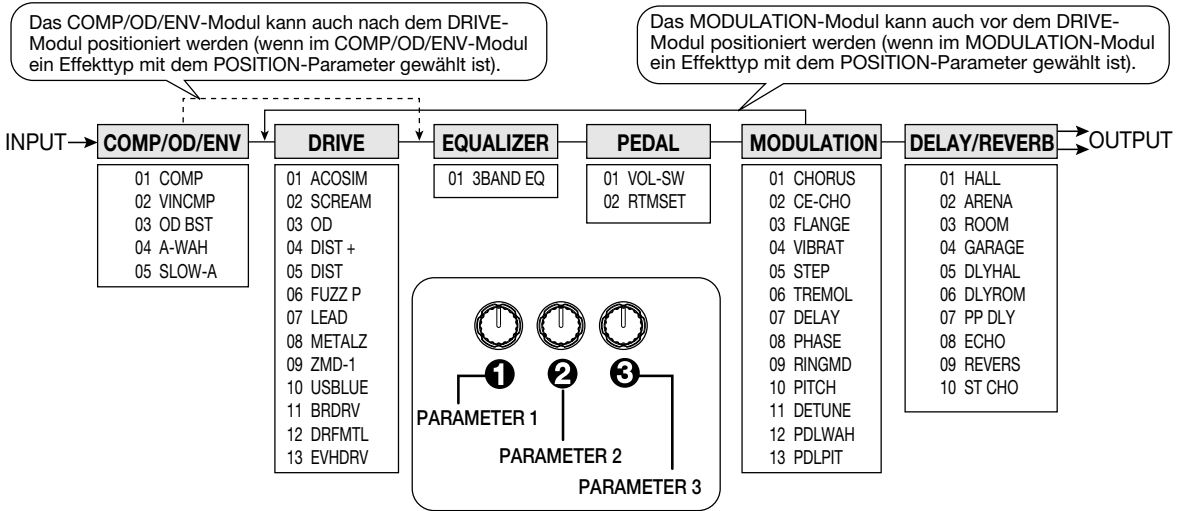 Das COMP/OD/ENV-Modul kann auch nach dem DRIVE-
Modul positioniert werden (wenn im COMP/OD/ENV-Modul
ein Effekttyp mit dem POSITION-Parameter gewählt ist).
Das MODULATION-Modul kann auch vor dem DRIVE-
Modul positioniert werden (wenn im MODULATION-Modul
ein Effekttyp mit dem POSITION-Parameter gewählt ist).
INPUT
COMP/OD/ENV
01 COMP
02 VINCMP
03 OD BST
04 A-WAH
05 SLOW-A
DRIVE
01 ACOSIM
02 SCREAM
03 OD
04 DIST +
05 DIST
06 FUZZ P
07 LEAD
08 METALZ
09 ZMD-1
10 USBLUE
11 BRDRV
12 DRFMTL
13 EVHDRV
EQUALIZER
01 3BAND EQ
PEDAL
01 VOL-SW
02 RTMSET
MODULATION
01 CHORUS
02 CE-CHO
03 FLANGE
04 VIBRAT
05 STEP
06 TREMOL
07 DELAY
08 PHASE
09 RINGMD
10 PITCH
11 DETUNE
12 PDLWAH
13 PDLPIT
DELAY/REVERB
01 HALL
02 ARENA
03 ROOM
04 GARAGE
05 DLYHAL
06 DLYROM
07 PP DLY
08 ECHO
09 REVERS
10 ST CHO
OUTPUT
1 2 3
PARAMETER 1
PARAMETER 2
PARAMETER 3